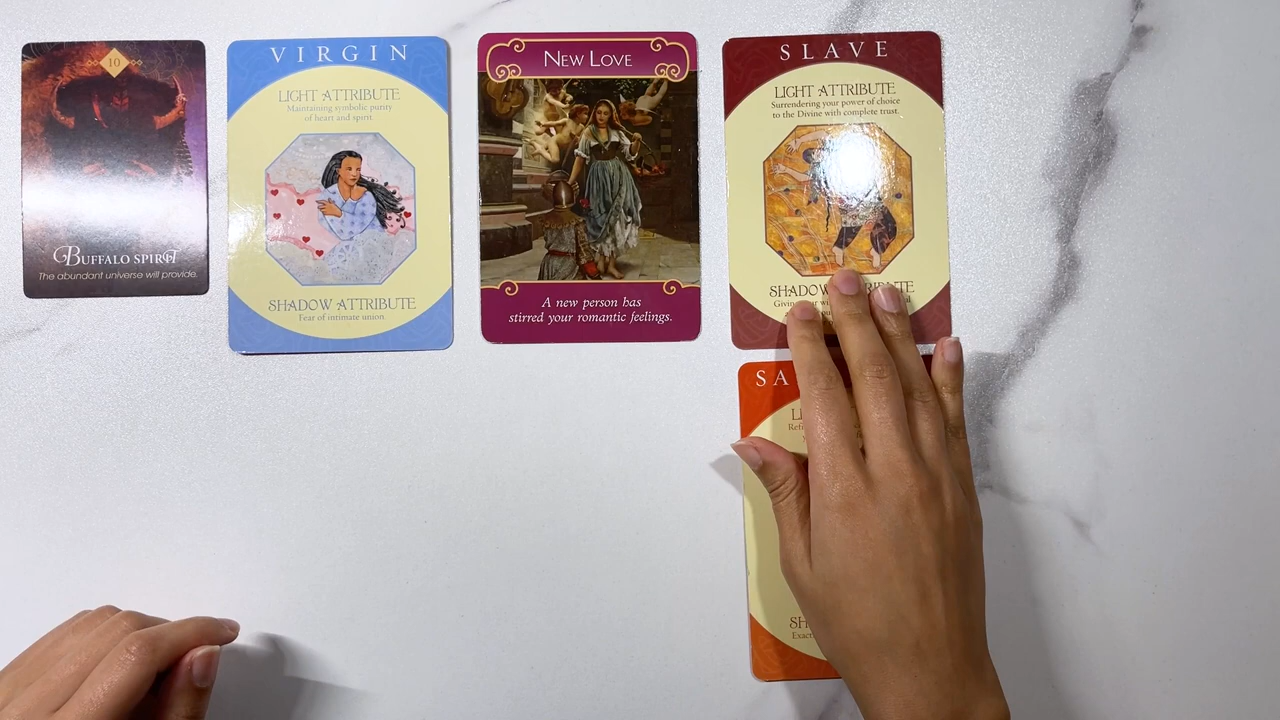 10
BUFFALO SPIRIT
The abundant universe will provide.
VIRGIN
LIGHT ATTRIBUTE
Maintaining symbolic purity
of heart and spirit.
SHADOW ATTRIBUTE
Fear of intimate union.
NEW LOVE
A new person has
stirred your romantic feelings.
SLAVE
LIGHT ATTRIBUTE
Surrendering your power of choice
to the Divine with complete trust.
SHADOW
SA